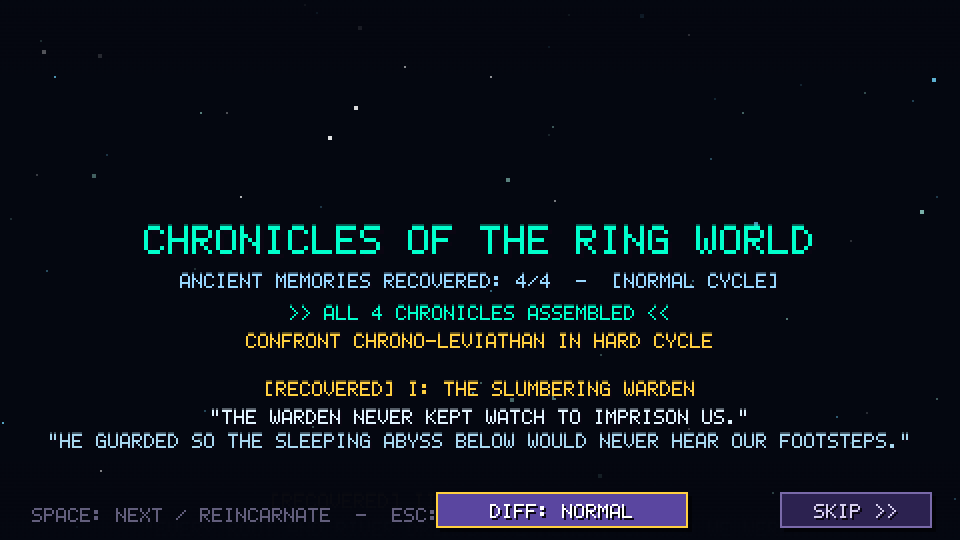 CHRONICLES OF THE RING WORLD
ANCIENT MEMORIES RECOVERED: 4/4 - [NORMAL CYCLE]
>> ALL 4 CHRONICLES ASSEMBLED <<
CONFRONT CHRONO-LEVIATHAN IN HARD CYCLE
[RECOVERED] I: THE SLUMBERING WARDEN
"THE WARDEN NEVER KEPT WATCH TO IMPRISON US."
"HE GUARDED SO THE SLEEPING ABYSS BELOW WOULD NEVER HEAR OUR FOOTSTEPS."
SPACE: NEXT / REINCARNATE - ESC:
DIFF: NORMAL
SKIP >>